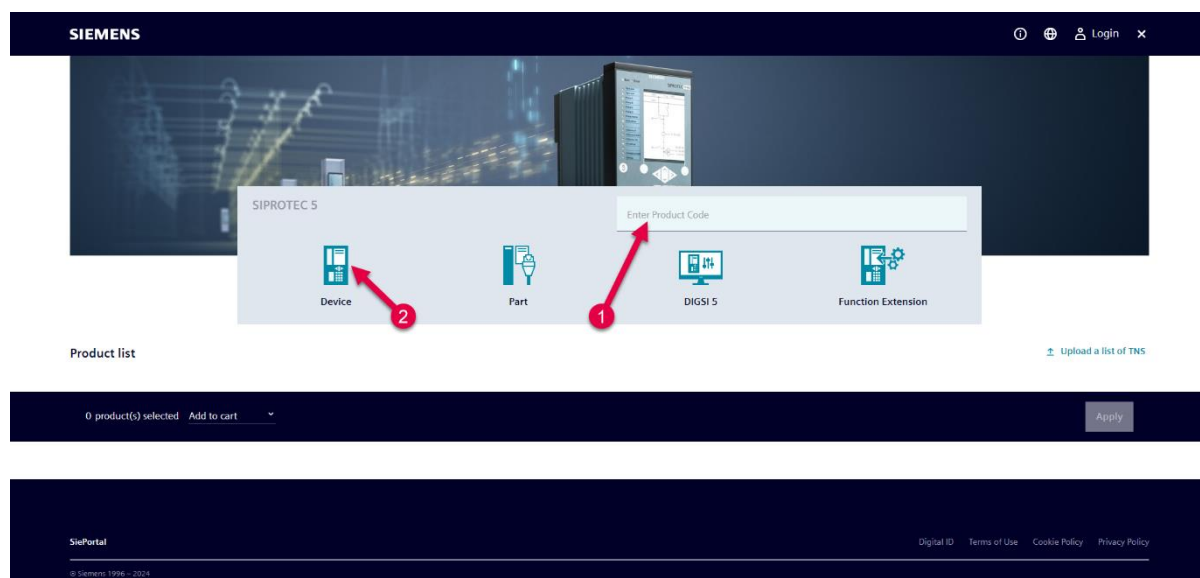 SIEMENS
Login
SIPROTEC 5
Enter Product Code
Device
Part
DIGSI 5
Function Extension
2
1
Product list
Upload a list of TNS
0 product(s) selected Add to cart
Apply
SiePortal
Digital ID Terms of Use Cookie Policy Privacy Policy
© Siemens 1996 – 2024